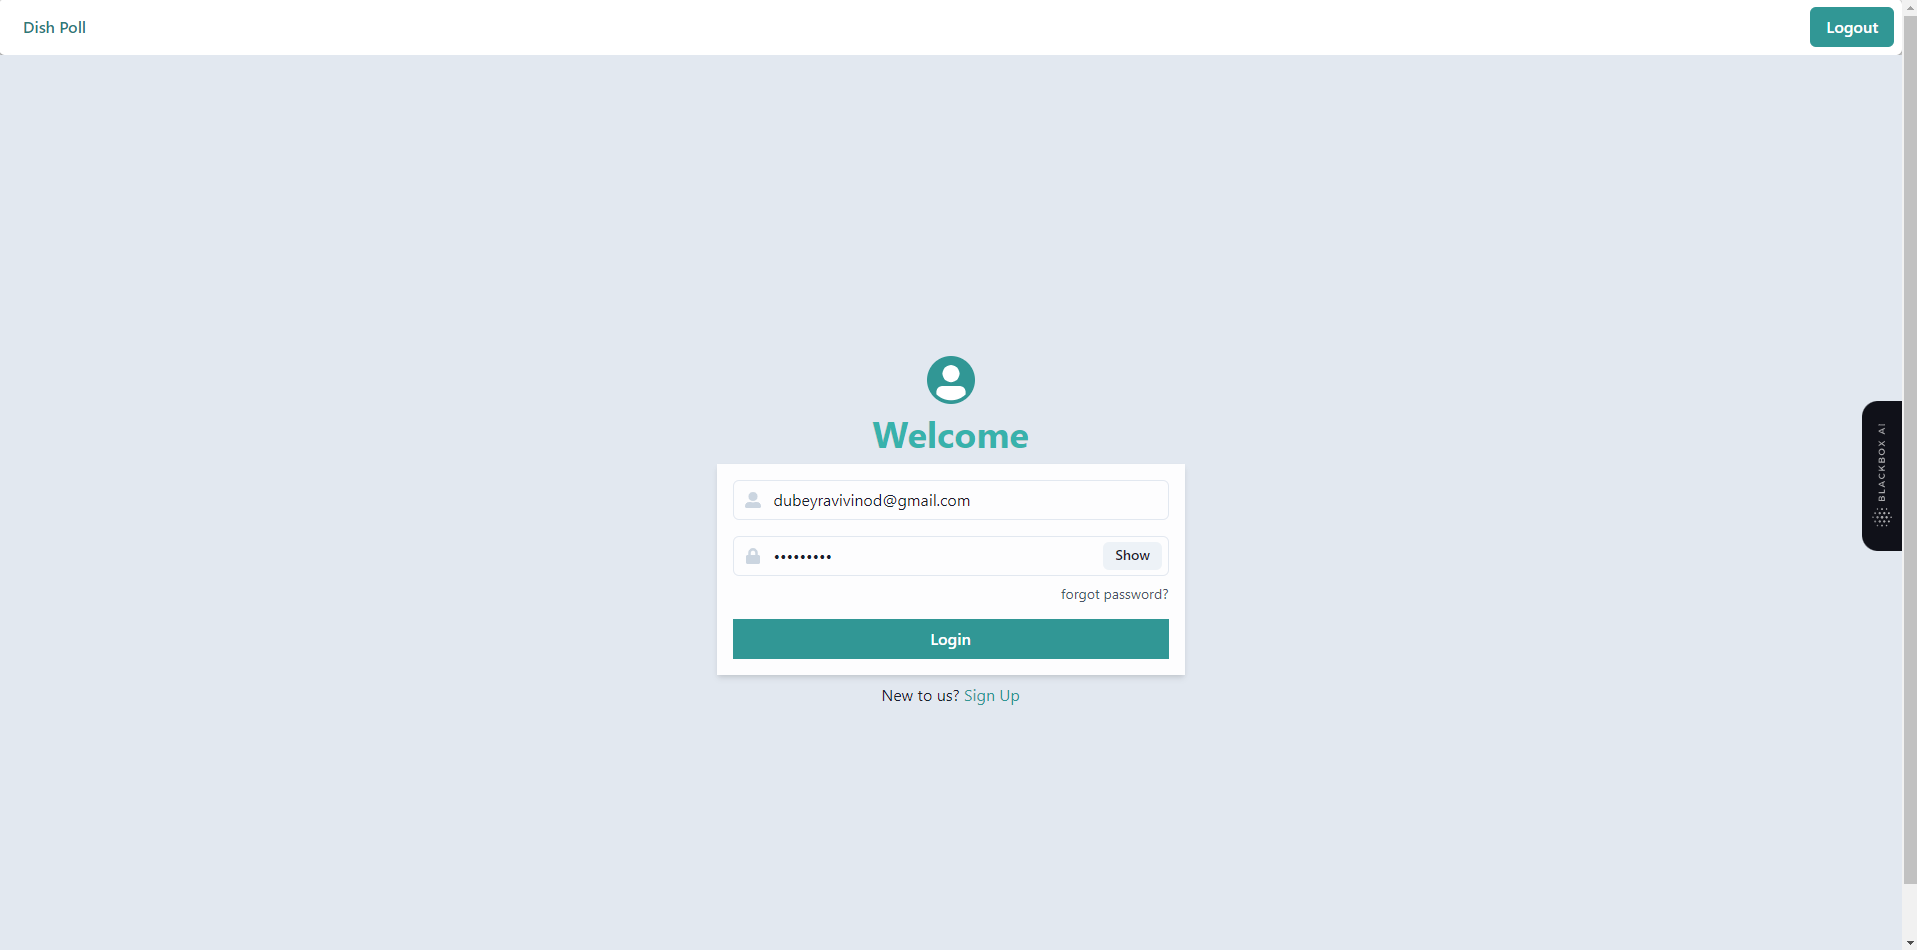 Dish Poll
Logout
Welcome
dubeyravivinod@gmail.com
•••••••••
Show
forgot password?
Login
New to us? Sign Up
BLACKBOX AI